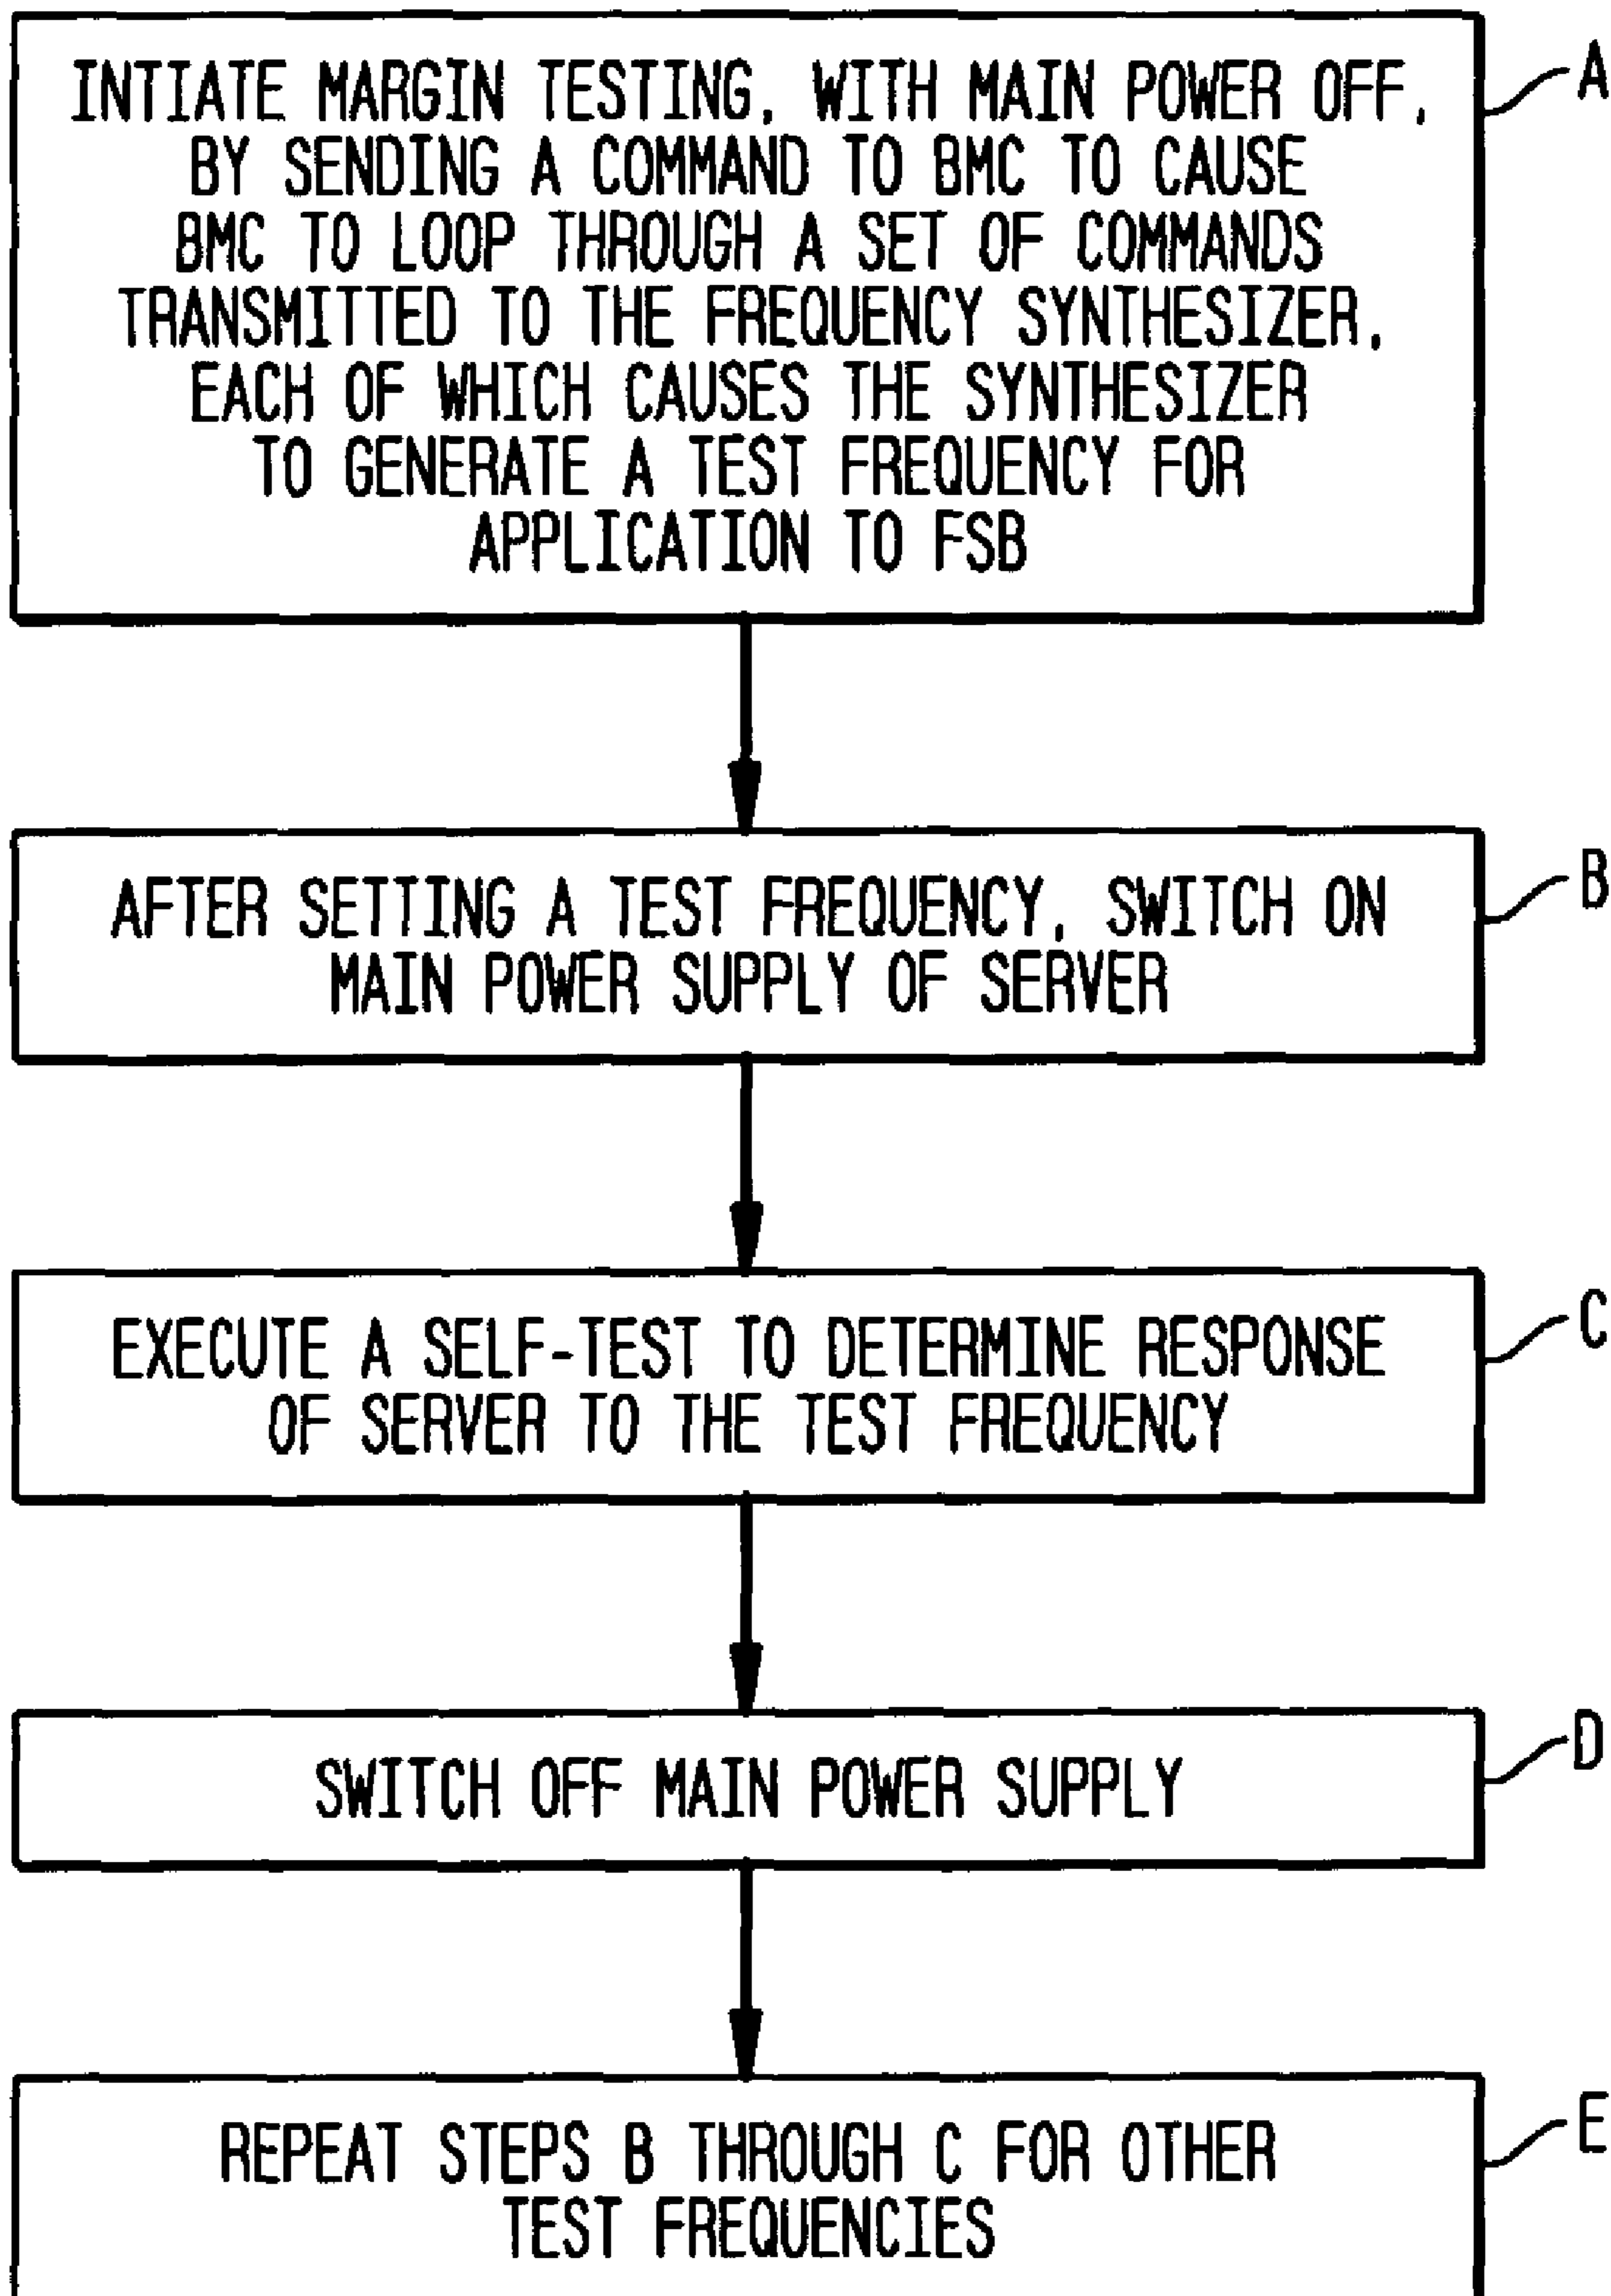 INTIATE MARGIN TESTING, WITH MAIN POWER OFF,
BY SENDING A COMMAND TO BMC TO CAUSE
BMC TO LOOP THROUGH A SET OF COMMANDS
TRANSMITTED TO THE FREQUENCY SYNTHESIZER,
EACH OF WHICH CAUSES THE SYNTHESIZER
TO GENERATE A TEST FREQUENCY FOR
APPLICATION TO FSB
A
AFTER SETTING A TEST FREQUENCY, SWITCH ON
MAIN POWER SUPPLY OF SERVER
B
EXECUTE A SELF-TEST TO DETERMINE RESPONSE
OF SERVER TO THE TEST FREQUENCY
C
SWITCH OFF MAIN POWER SUPPLY
D
REPEAT STEPS B THROUGH C FOR OTHER
TEST FREQUENCIES
E